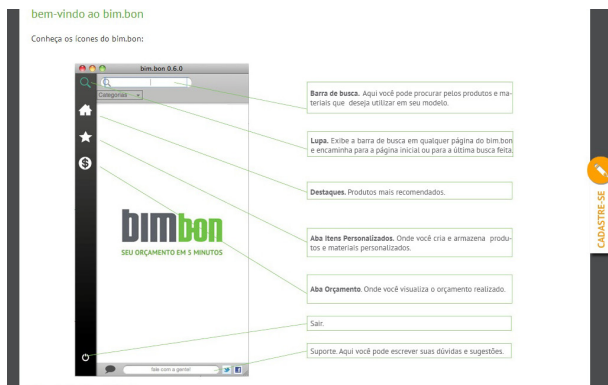 bem-vindo ao bim.bon
Conheça os ícones do bim.bon:
bim.bon 0.6.0
Categorias
bimbon
SEU ORÇAMENTO EM 5 MINUTOS
fale com a gente!
Barra de busca. Aqui você pode procurar pelos produtos e ma-
teriais que deseja utilizar em seu modelo.
Lupa. Exibe a barra de busca em qualquer página do bim.bon
e encaminha para a página inicial ou para a última busca feita.
Destaques. Produtos mais recomendados.
Aba Itens Personalizados. Onde você cria e armazena produ-
tos e materiais personalizados.
Aba Orçamento. Onde você visualiza o orçamento realizado.
Sair.
Suporte. Aqui você pode escrever suas dúvidas e sugestões.
CADASTRE-SE